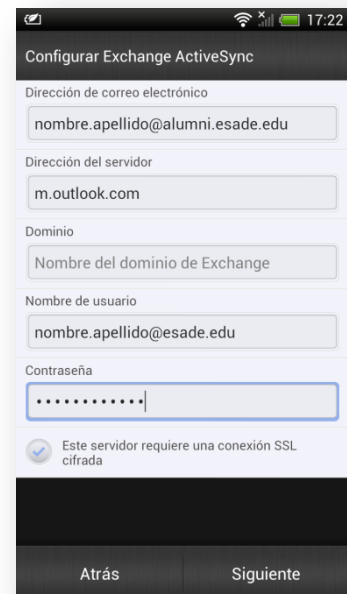 17:22
Configurar Exchange ActiveSync
Dirección de correo electrónico
nombre.apellido@alumni.esade.edu
Dirección del servidor
m.outlook.com
Dominio
Nombre del dominio de Exchange
Nombre de usuario
nombre.apellido@esade.edu
Contraseña
••••••••••••
Este servidor requiere una conexión SSL
cifrada
Atrás Siguiente